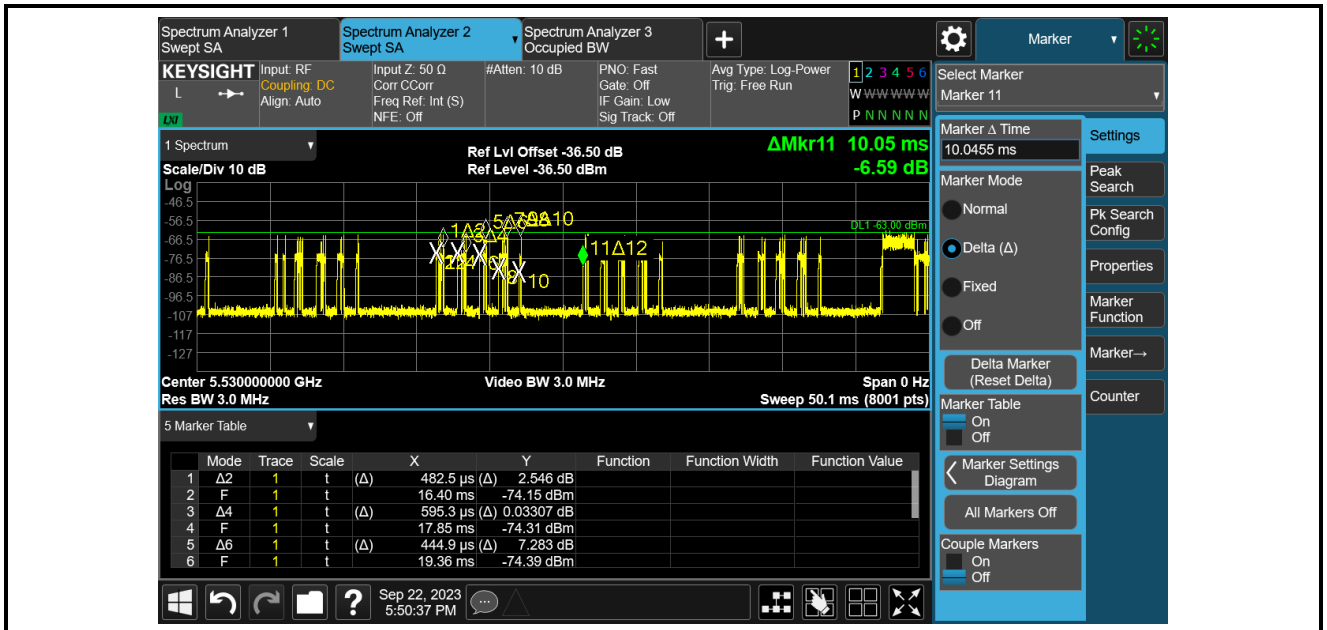 Spectrum Analyzer 1
Swept SA
Spectrum Analyzer 2
Swept SA
Spectrum Analyzer 3
Occupied BW
+
Marker
KEYSIGHT
L
LXI
Input: RF
Coupling: DC
Align: Auto
Input Z: 50 Ω
Corr CCorr
Freq Ref: Int (S)
NFE: Off
#Atten: 10 dB
PNO: Fast
Gate: Off
IF Gain: Low
Sig Track: Off
Avg Type: Log-Power
Trig: Free Run
1 2 3 4 5 6
W W W W W W
P N N N N N
Select Marker
Marker 11
1 Spectrum
Scale/Div 10 dB
Ref Lvl Offset -36.50 dB
Ref Level -36.50 dBm
ΔMkr11 10.05 ms
-6.59 dB
Log
-46.5
-56.5
-66.5
-76.5
-86.5
-96.5
-107
-117
-127
DL1 -63.00 dBm
11Δ12
10
Center 5.530000000 GHz
Video BW 3.0 MHz
Span 0 Hz
Res BW 3.0 MHz
Sweep 50.1 ms (8001 pts)
5 Marker Table
Mode Trace Scale X Y Function Function Width Function Value
1 Δ2 1 t (Δ) 482.5 µs (Δ) 2.546 dB
2 F 1 t 16.40 ms -74.15 dBm
3 Δ4 1 t (Δ) 595.3 µs (Δ) 0.03307 dB
4 F 1 t 17.85 ms -74.31 dBm
5 Δ6 1 t (Δ) 444.9 µs (Δ) 7.283 dB
6 F 1 t 19.36 ms -74.39 dBm
Marker Δ Time
10.0455 ms
Marker Mode
Normal
Delta (Δ)
Fixed
Off
Delta Marker
(Reset Delta)
Marker Table
On
Off
Marker Settings
Diagram
All Markers Off
Couple Markers
On
Off
Settings
Peak
Search
Pk Search
Config
Properties
Marker
Function
Marker→
Counter
?
Sep 22, 2023
5:50:37 PM